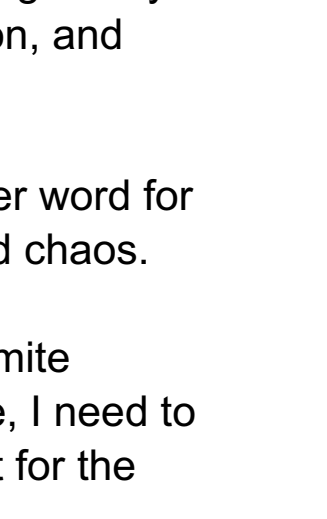 on, and
er word for
d chaos.
mite
e, I need to
t for the